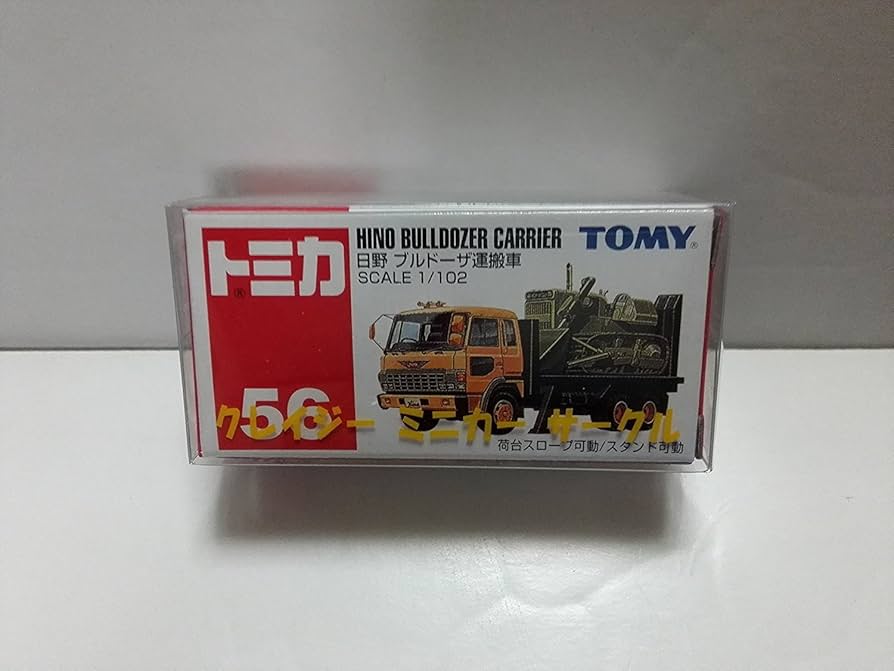 トミカ®
HINO BULLDOZER CARRIER
TOMY®
日野 ブルドーザ運搬車
SCALE 1/102
56
クレイジー ミニカー サークル
荷台スロープ可動/スタンド可動